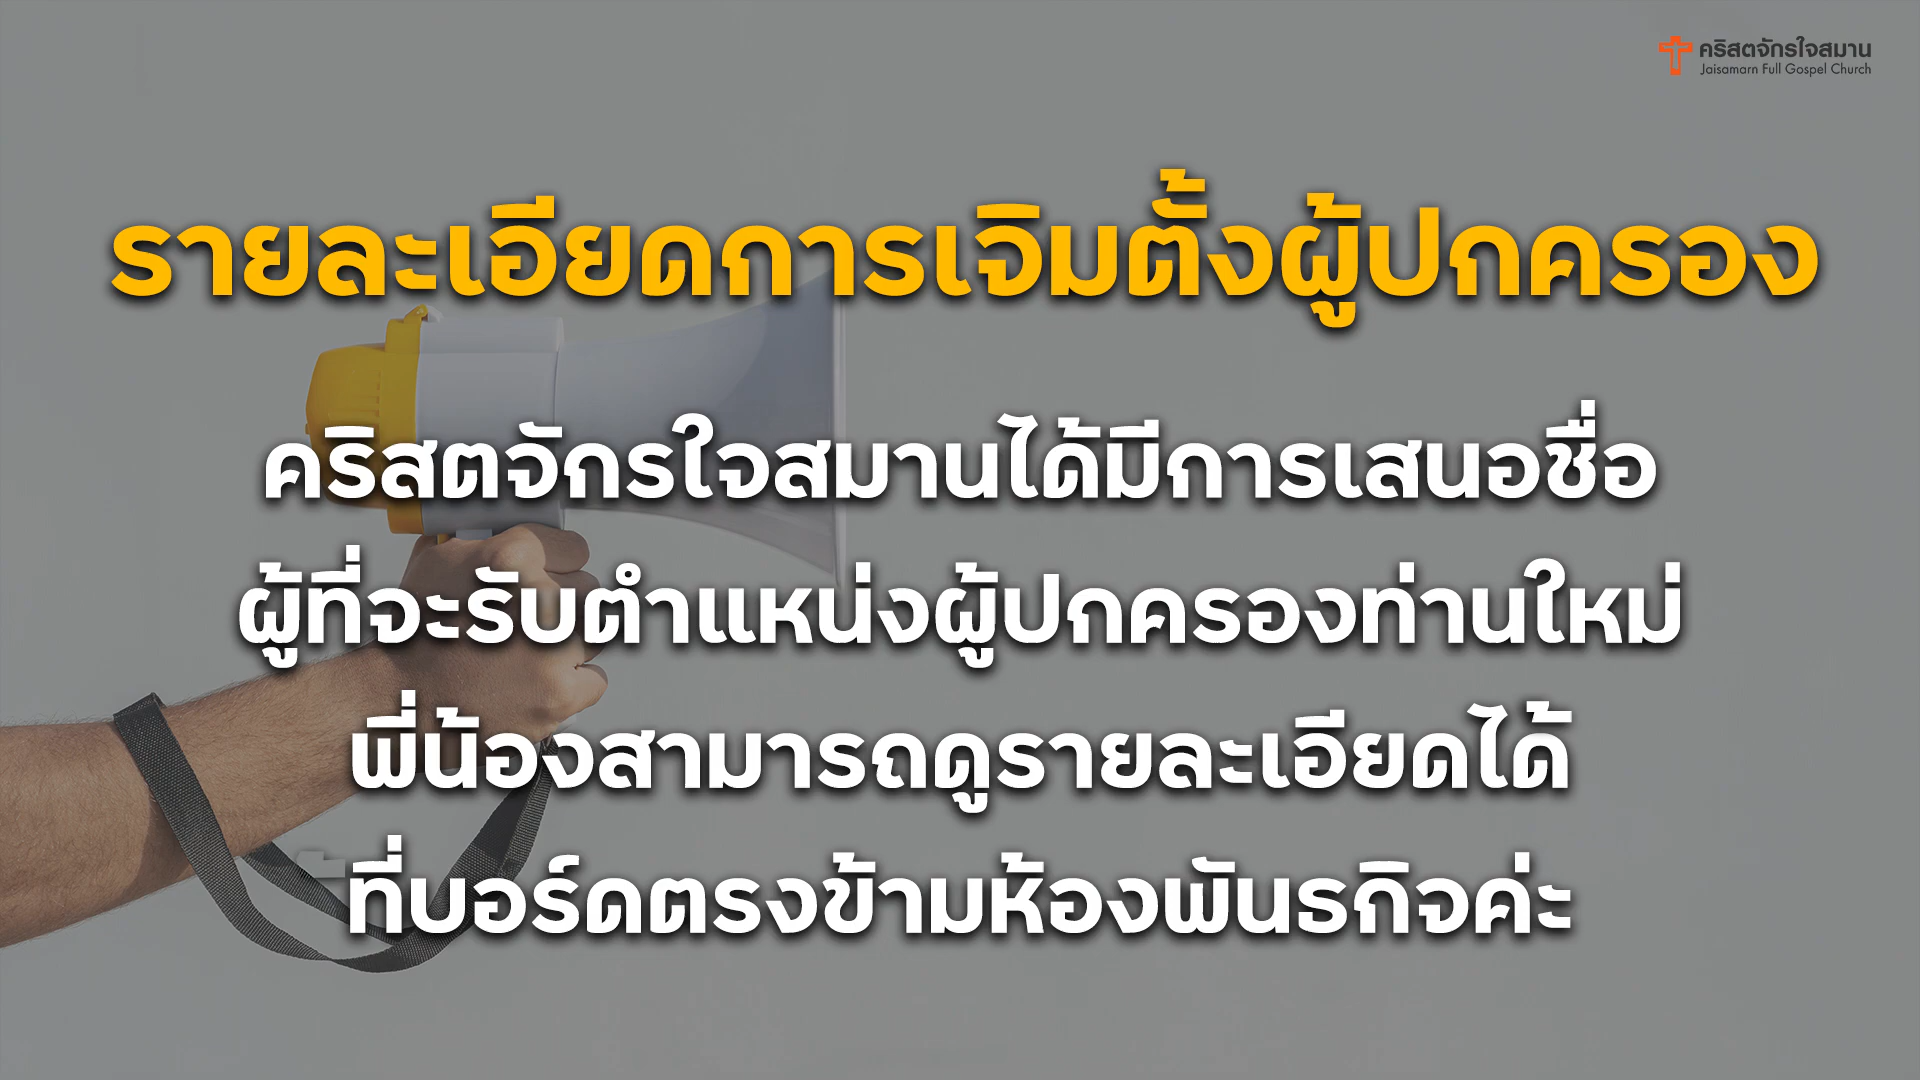 คริสตจักรใจสมาน
Jaisamarn Full Gospel Church
รายละเอียดการเจิมตั้งผู้ปกครอง
คริสตจักรใจสมานได้มีการเสนอชื่อ
ผู้ที่จะรับตำแหน่งผู้ปกครองท่านใหม่
พี่น้องสามารถดูรายละเอียดได้
ที่บอร์ดตรงข้ามห้องพันธกิจค่ะ